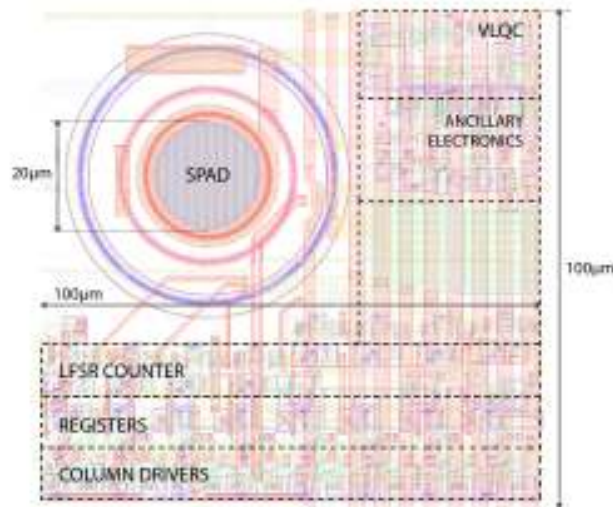 VLQC
ANCILLARY
ELECTRONICS
SPAD
20μm
100μm
100μm
LFSR COUNTER
REGISTERS
COLUMN DRIVERS